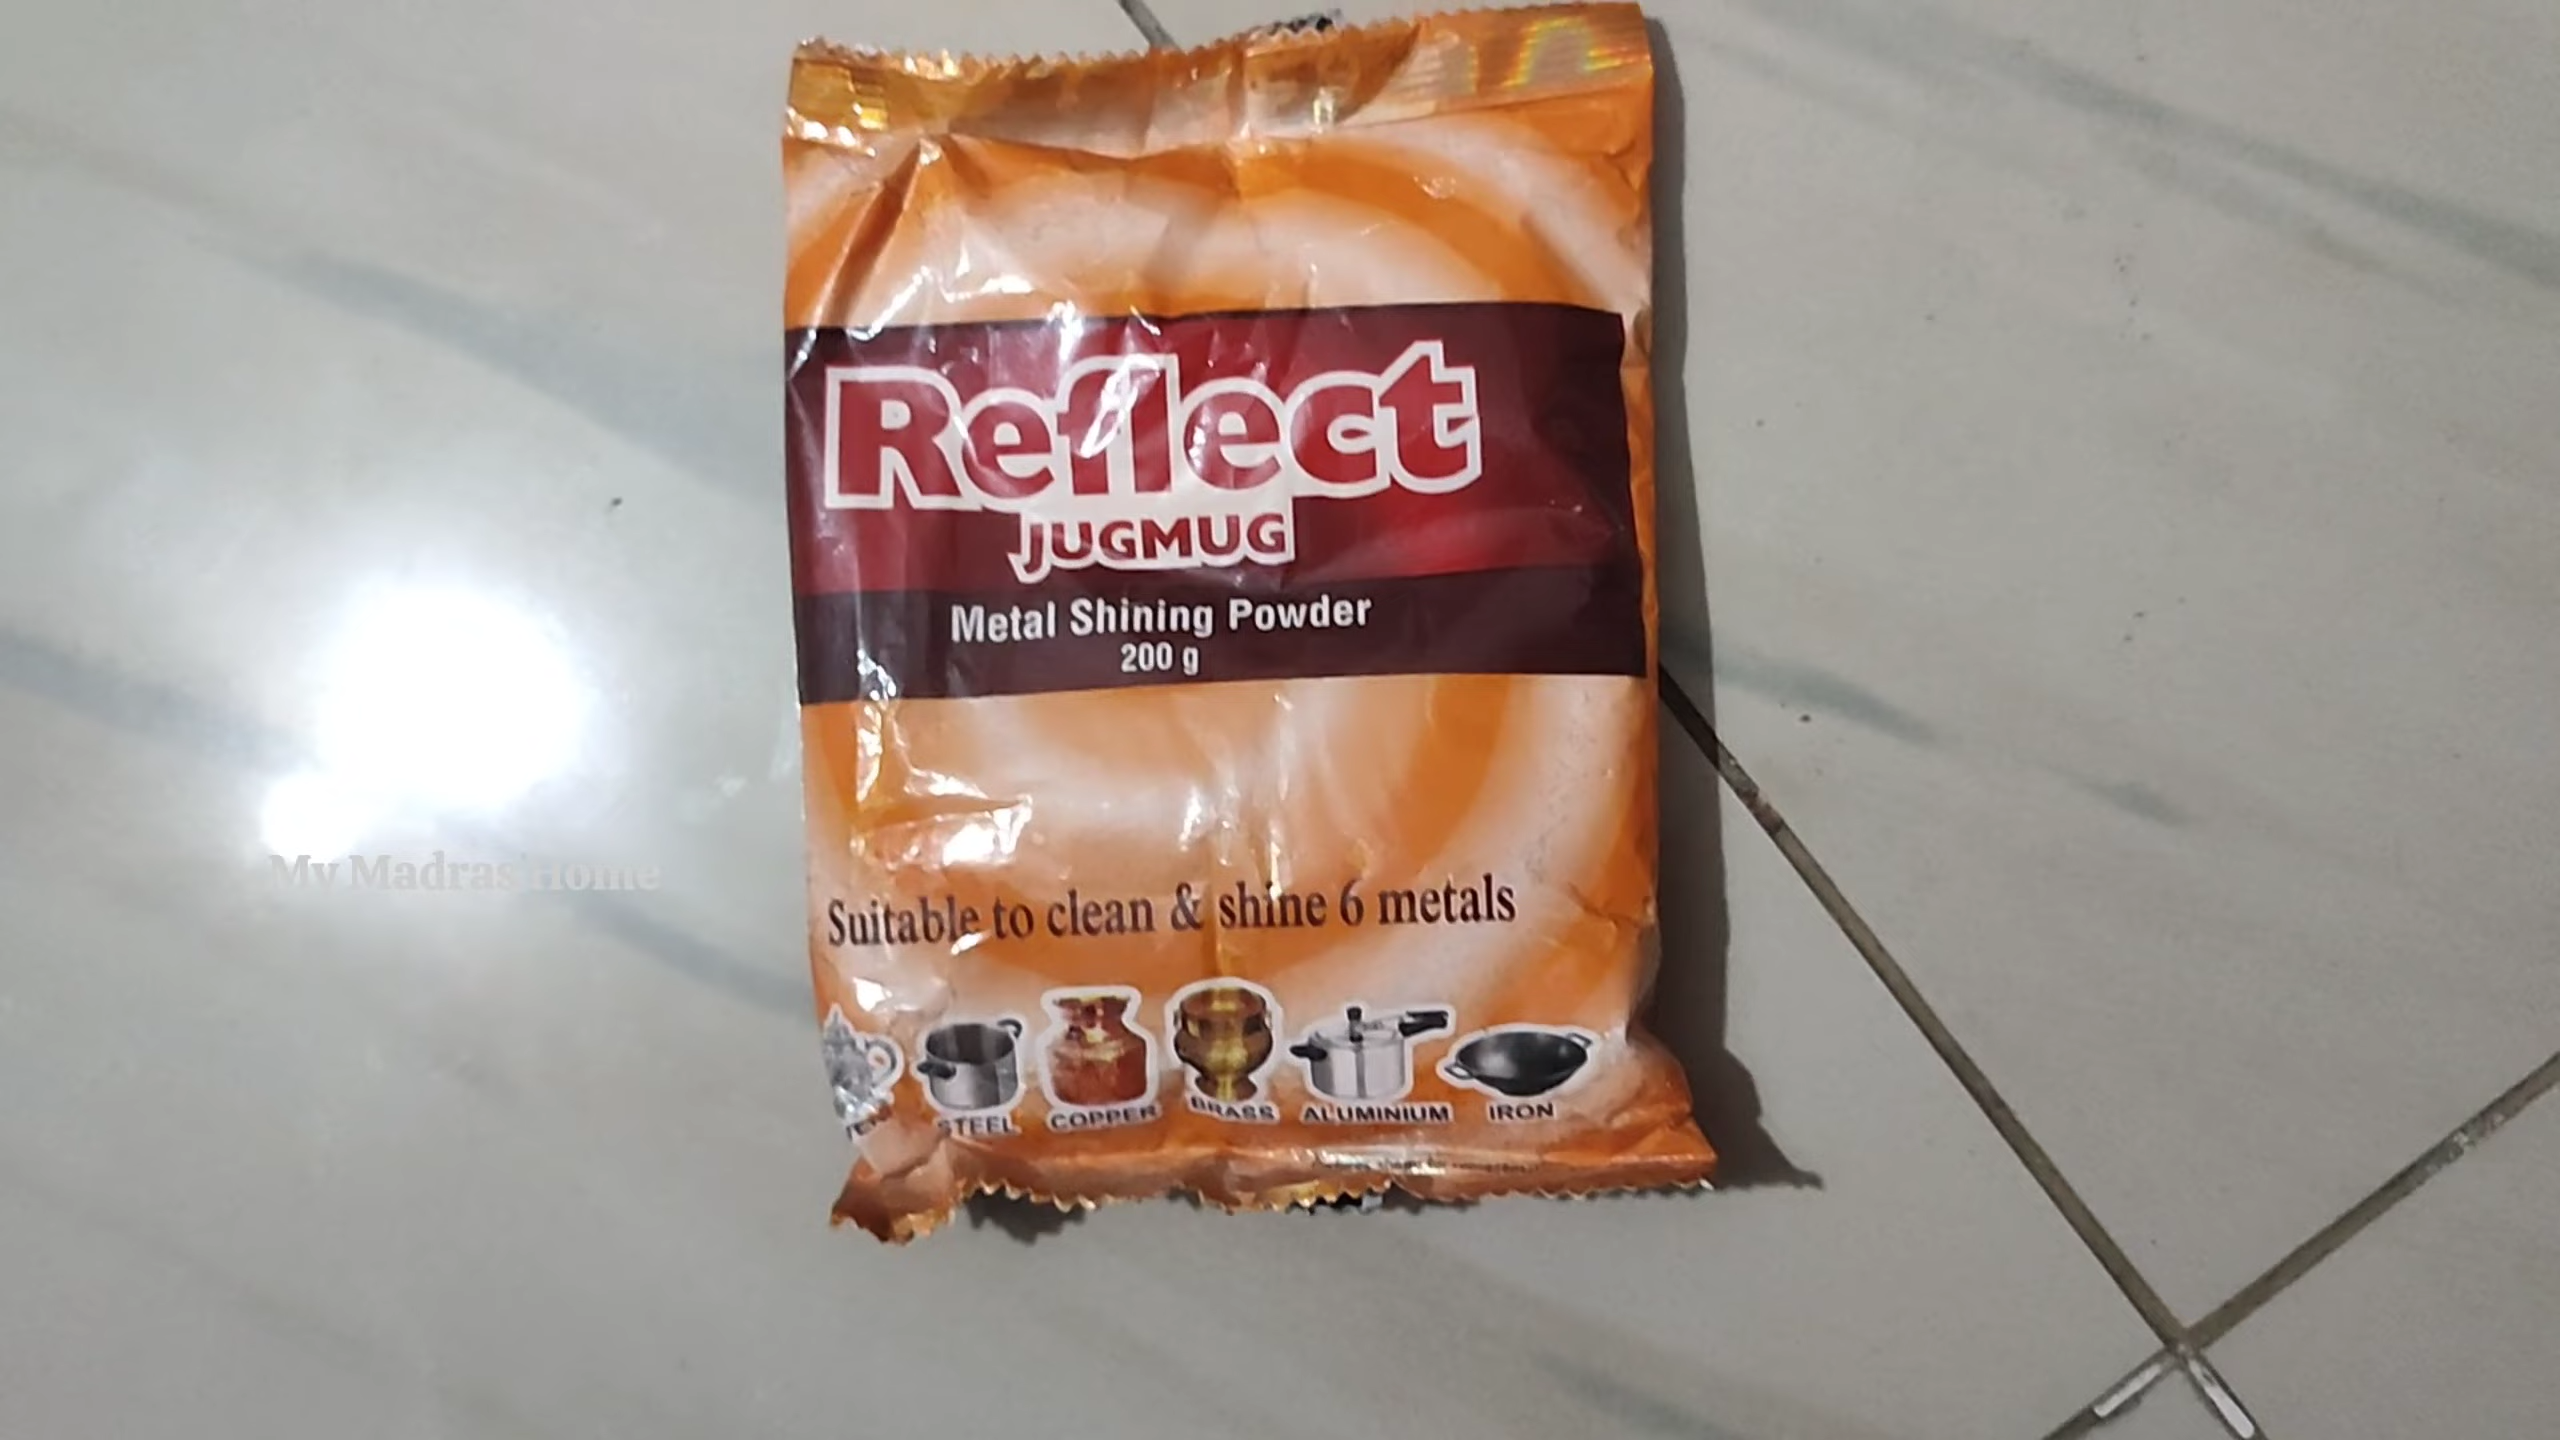 Reflect
JUGMUG
Metal Shining Powder
200 g
My Madras Home
Suitable to clean & shine 6 metals
STEEL COPPER BRASS ALUMINIUM IRON